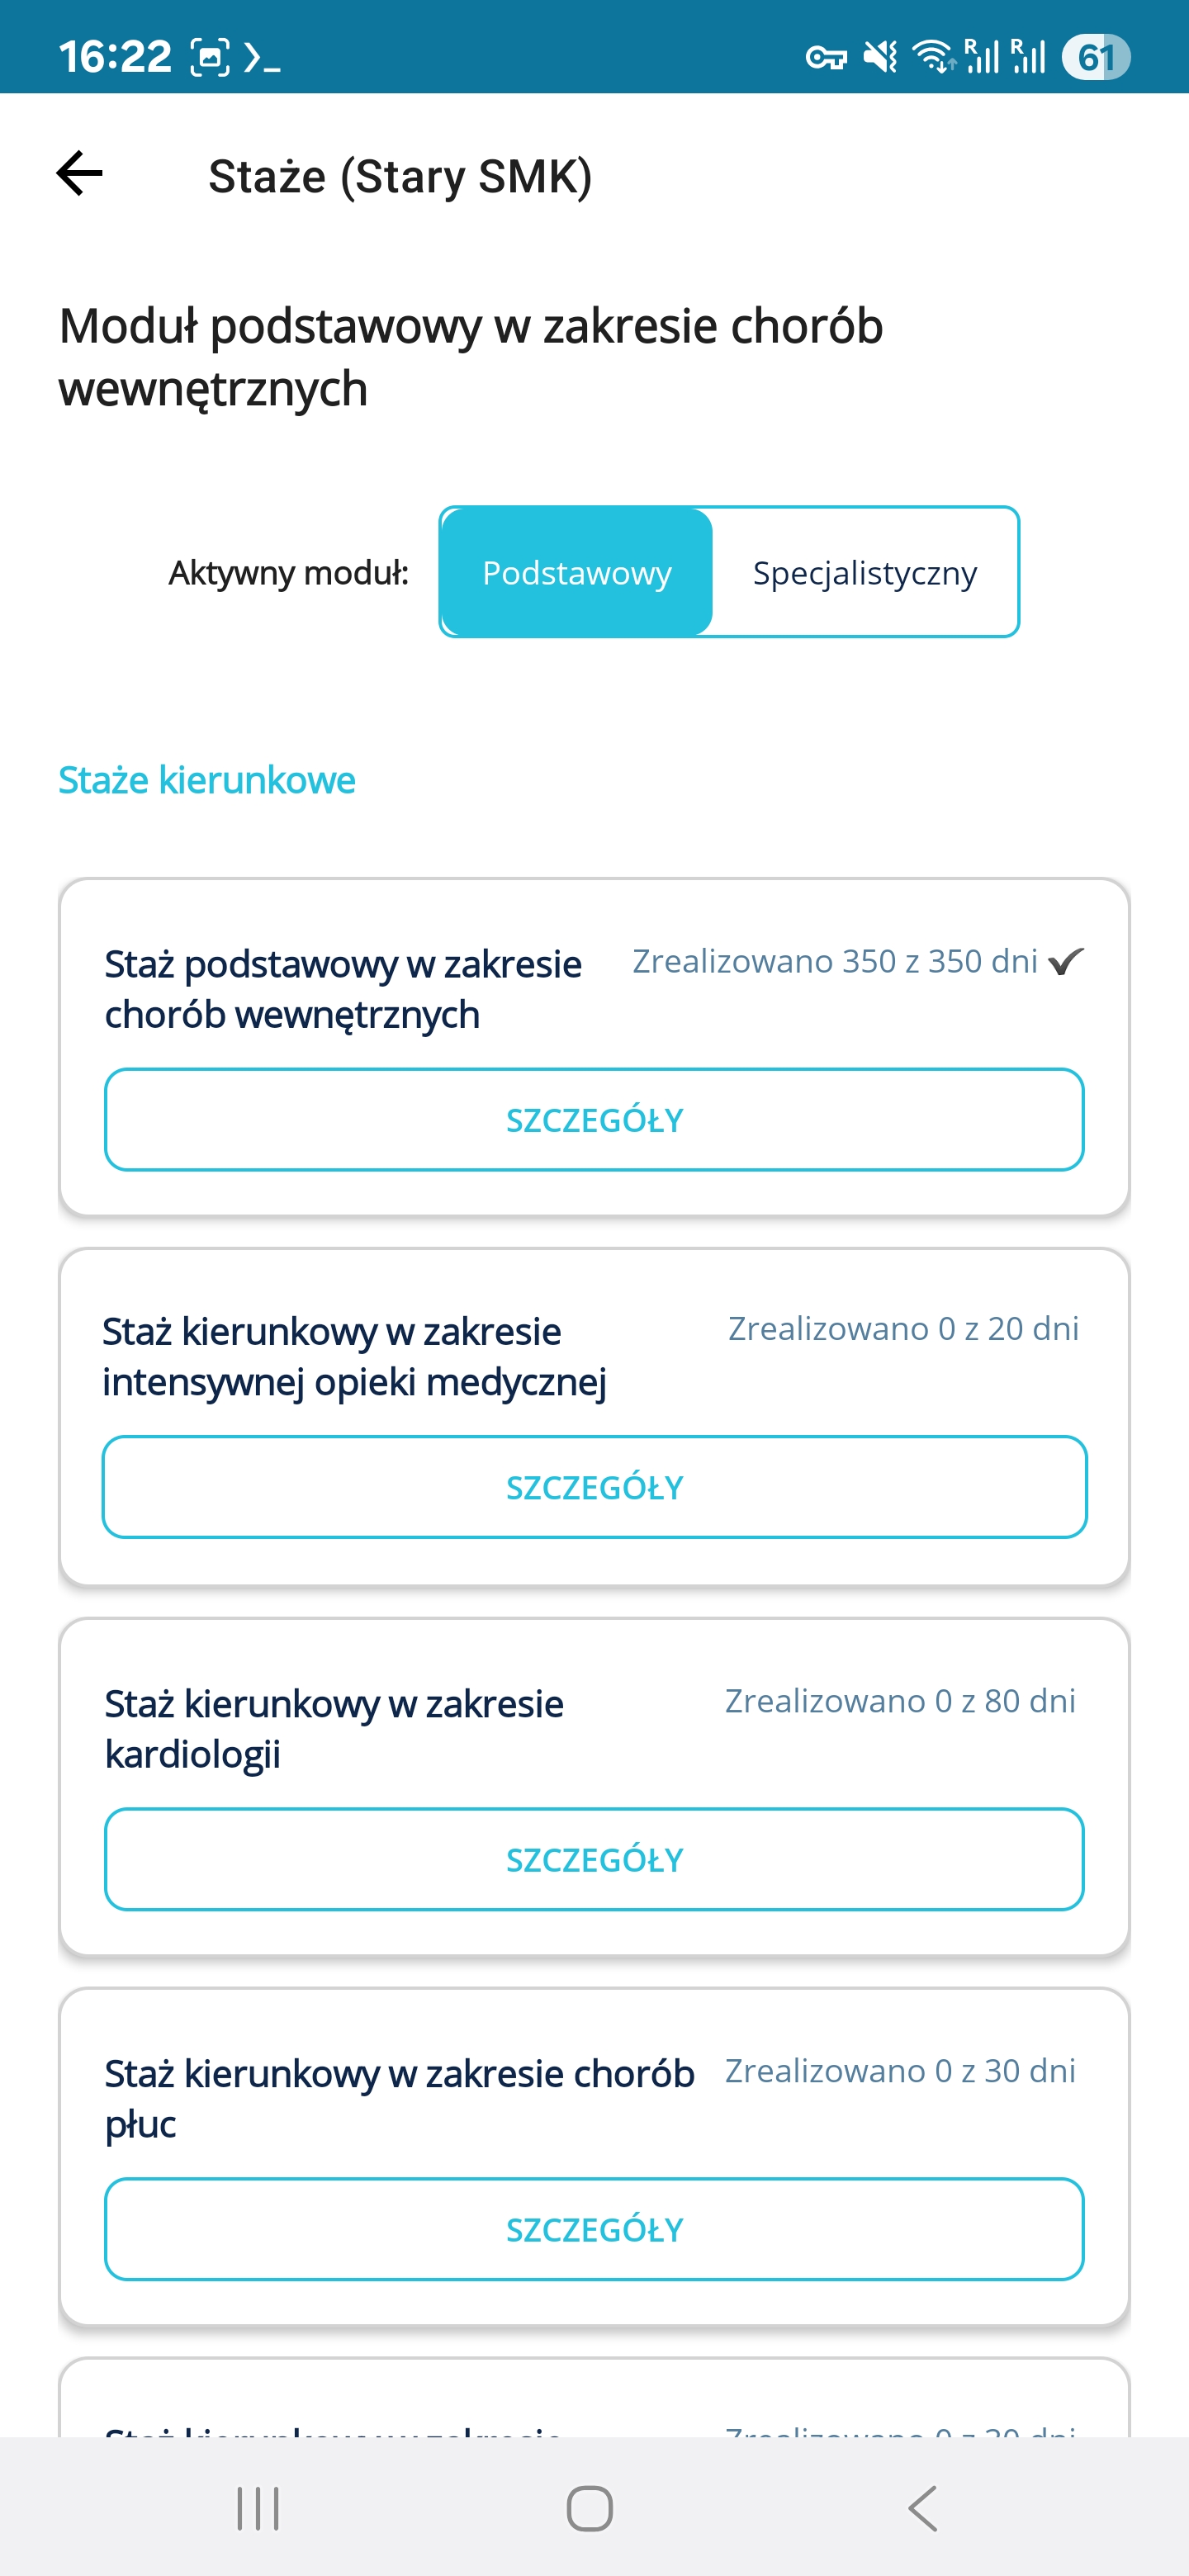 16:22
R R 61
Staże (Stary SMK)
Moduł podstawowy w zakresie chorób
wewnętrznych
Aktywny moduł: Podstawowy Specjalistyczny
Staże kierunkowe
Staż podstawowy w zakresie Zrealizowano 350 z 350 dni
chorób wewnętrznych
SZCZEGÓŁY
Staż kierunkowy w zakresie Zrealizowano 0 z 20 dni
intensywnej opieki medycznej
SZCZEGÓŁY
Staż kierunkowy w zakresie Zrealizowano 0 z 80 dni
kardiologii
SZCZEGÓŁY
Staż kierunkowy w zakresie chorób Zrealizowano 0 z 30 dni
płuc
SZCZEGÓŁY
Staż kierunkowy w zakresie